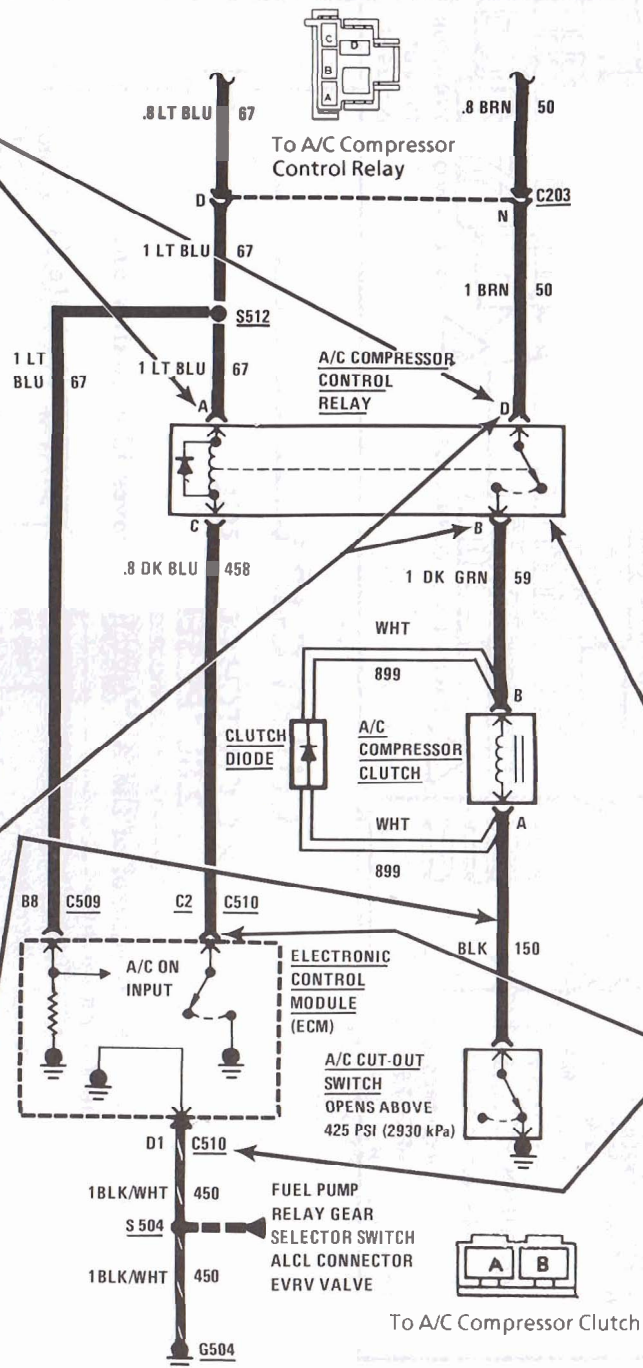 C
D
B
A
.8 LT BLU 67
.8 BRN 50
To A/C Compressor
Control Relay
D
N
C203
1 LT BLU 67
S512
1 BRN 50
1 LT
BLU 67
1 LT BLU 67
A/C COMPRESSOR
CONTROL
RELAY
A
D
C
B
.8 DK BLU 458
1 DK GRN 59
WHT
899
B
CLUTCH
DIODE
A/C
COMPRESSOR
CLUTCH
WHT
A
899
B8 C509
C2 C510
BLK 150
A/C ON
INPUT
ELECTRONIC
CONTROL
MODULE
(ECM)
A/C CUT-OUT
SWITCH
OPENS ABOVE
425 PSI (2930 kPa)
D1 C510
1BLK/WHT 450
S 504
1BLK/WHT 450
G504
FUEL PUMP
RELAY GEAR
SELECTOR SWITCH
ALCL CONNECTOR
EVRV VALVE
A B
To A/C Compressor Clutch